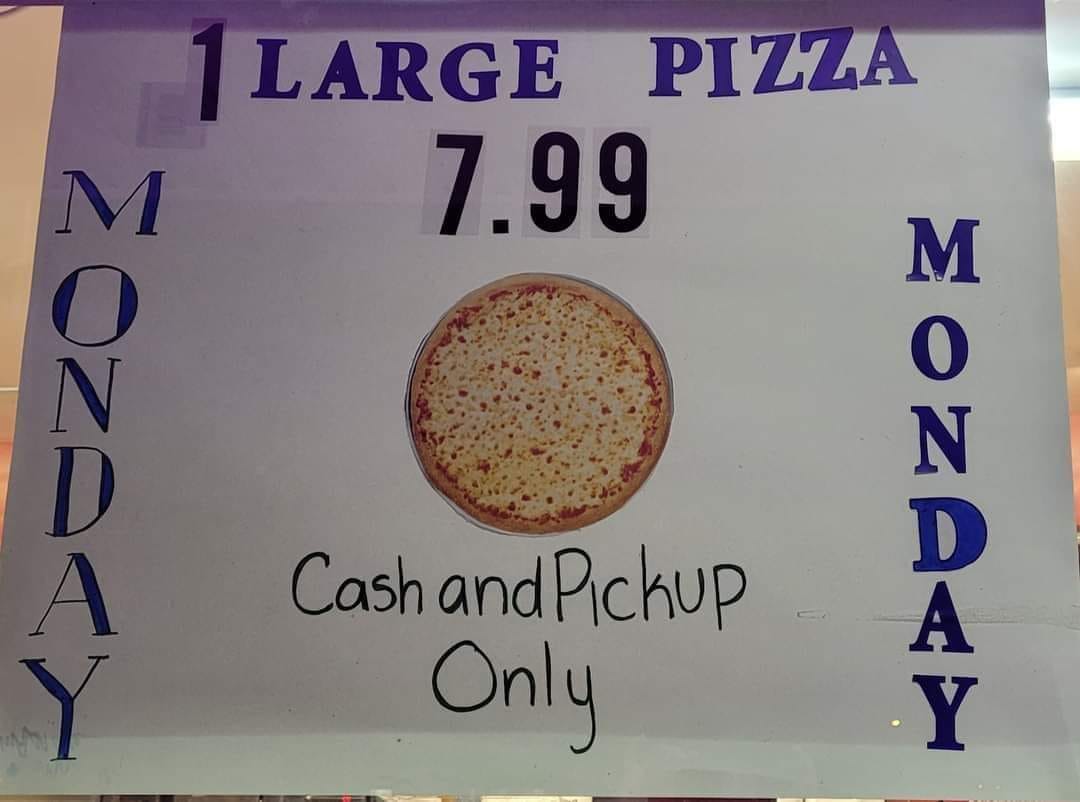 1 LARGE PIZZA
7.99
MONDAY
MONDAY
Cash and Pickup
Only